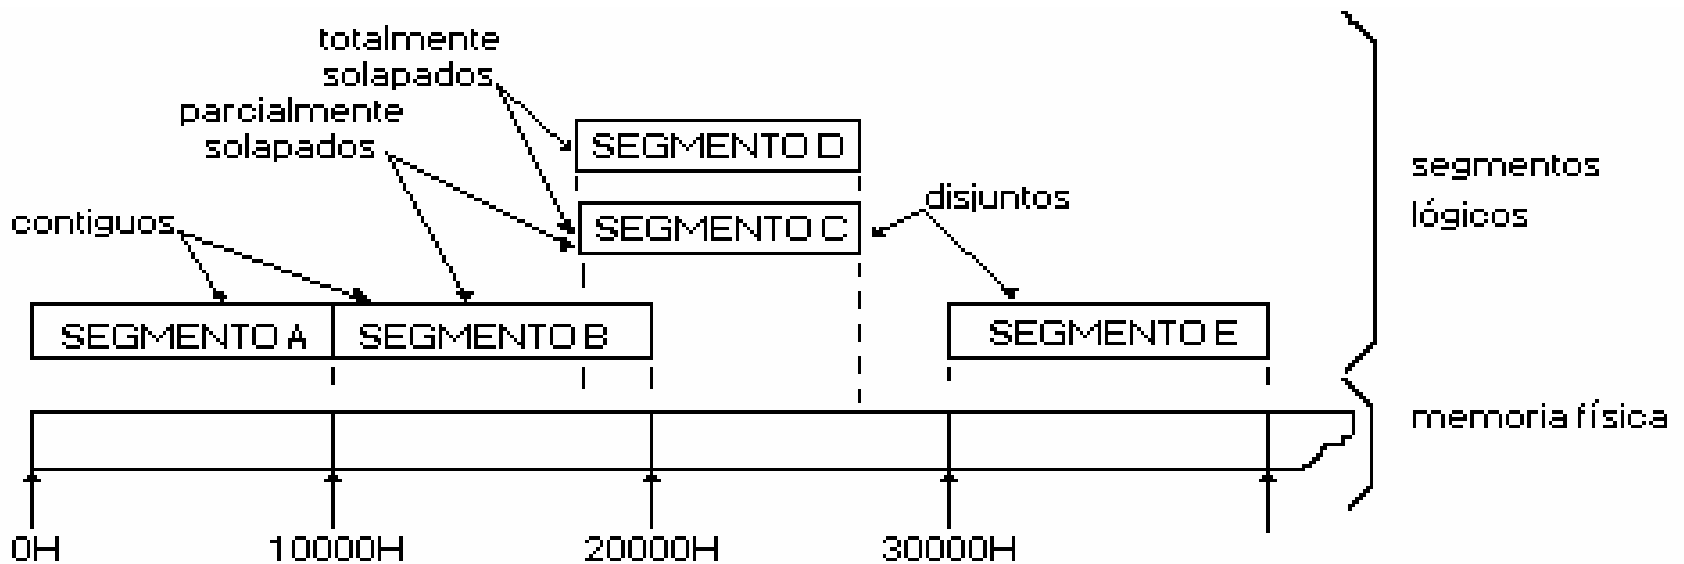 totalmente
solapados
parcialmente
solapados
SEGMENTO D
segmentos
lógicos
disjuntos
contiguos
SEGMENTO C
SEGMENTO A
SEGMENTO B
SEGMENTO E
memoria física
0H
10000H
20000H
30000H